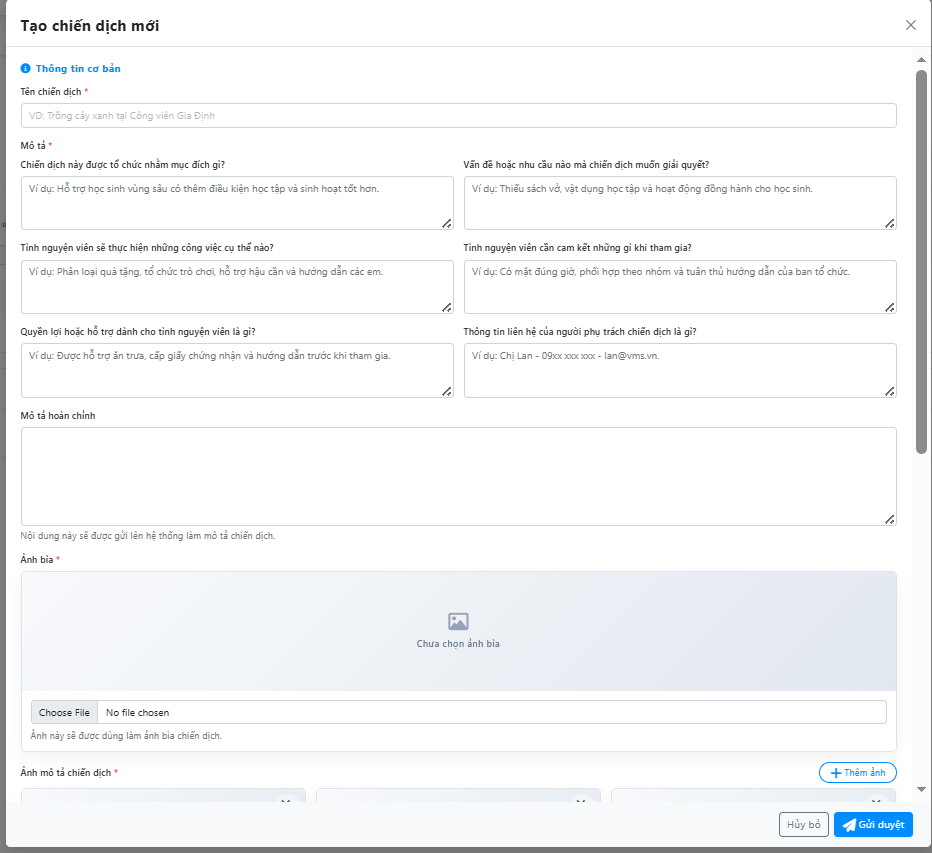 Tạo chiến dịch mới
Thông tin cơ bản
Tên chiến dịch *
VD: Trồng cây xanh tại Công viên Gia Định
Mô tả *
Chiến dịch này được tổ chức nhằm mục đích gì?
Vấn đề hoặc nhu cầu nào mà chiến dịch muốn giải quyết?
Ví dụ: Hỗ trợ học sinh vùng sâu có thêm điều kiện học tập và sinh hoạt tốt hơn.
Ví dụ: Thiếu sách vở, vật dụng học tập và hoạt động đồng hành cho học sinh.
Tình nguyện viên sẽ thực hiện những công việc cụ thể nào?
Tình nguyện viên cần cam kết những gì khi tham gia?
Ví dụ: Phân loại quà tặng, tổ chức trò chơi, hỗ trợ hậu cần và hướng dẫn các em.
Ví dụ: Có mặt đúng giờ, phối hợp theo nhóm và tuân thủ hướng dẫn của ban tổ chức.
Quyền lợi hoặc hỗ trợ dành cho tình nguyện viên là gì?
Thông tin liên hệ của người phụ trách chiến dịch là gì?
Ví dụ: Được hỗ trợ ăn trưa, cấp giấy chứng nhận và hướng dẫn trước khi tham gia.
Ví dụ: Chị Lan - 09xx xxx xxx - lan@vms.vn.
Mô tả hoàn chỉnh
Nội dung này sẽ được gửi lên hệ thống làm mô tả chiến dịch.
Ảnh bìa *
Chưa chọn ảnh bìa
Choose File No file chosen
Ảnh này sẽ được dùng làm ảnh bìa chiến dịch.
Ảnh mô tả chiến dịch *
Thêm ảnh
Hủy bỏ
Gửi duyệt